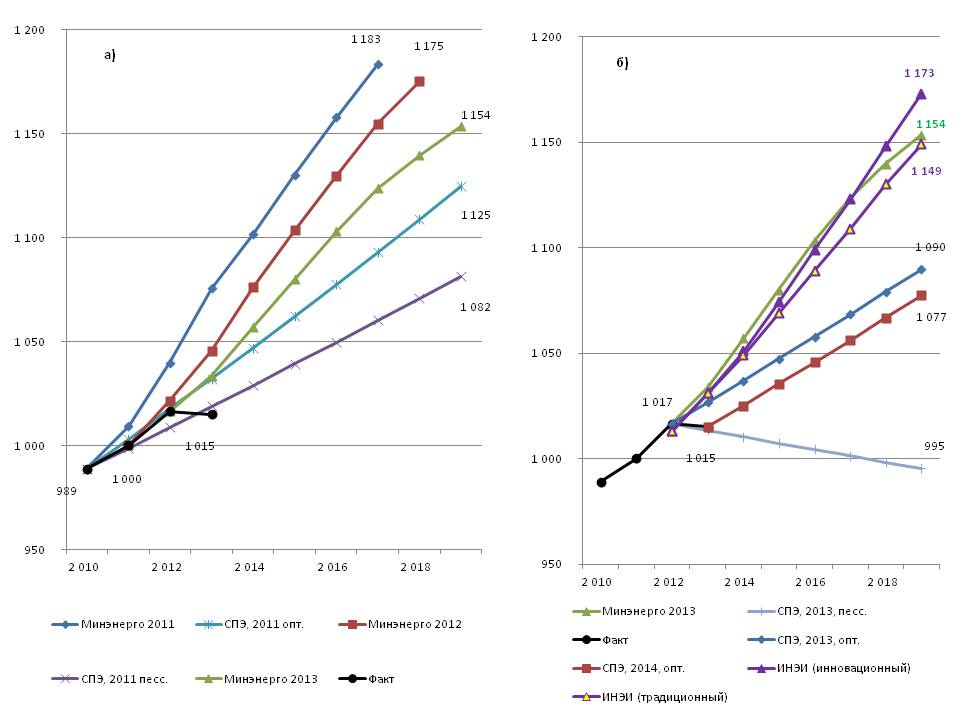 а)
1 200
1 150
1 100
1 050
1 000
950
1 183
1 175
1 154
1 125
1 082
1 015
1 000
989
2 010
2 012
2 014
2 016
2 018
Минэнерго 2011
СПЭ, 2011 опт.
Минэнерго 2012
СПЭ, 2011 песс.
Минэнерго 2013
Факт
б)
1 200
1 150
1 100
1 050
1 000
950
1 173
1 154
1 149
1 090
1 077
1 017
1 015
995
2 010
2 012
2 014
2 016
2 018
Минэнерго 2013
СПЭ, 2013, песс.
Факт
СПЭ, 2013, опт.
СПЭ, 2014, опт.
ИНЭИ (инновационный)
ИНЭИ (традиционный)